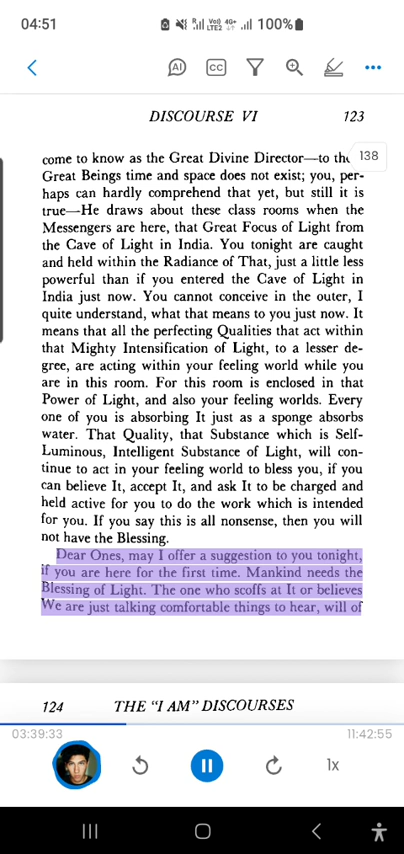 04:51
100%
AI
CC
DISCOURSE VI 123
138
come to know as the Great Divine Director—to th
Great Beings time and space does not exist; you, per-
haps can hardly comprehend that yet, but still it is
true—He draws about these class rooms when the
Messengers are here, that Great Focus of Light from
the Cave of Light in India. You tonight are caught
and held within the Radiance of That, just a little less
powerful than if you entered the Cave of Light in
India just now. You cannot conceive in the outer, I
quite understand, what that means to you just now. It
means that all the perfecting Qualities that act within
that Mighty Intensification of Light, to a lesser de-
gree, are acting within your feeling world while you
are in this room. For this room is enclosed in that
Power of Light, and also your feeling worlds. Every
one of you is absorbing It just as a sponge absorbs
water. That Quality, that Substance which is Self-
Luminous, Intelligent Substance of Light, will con-
tinue to act in your feeling world to bless you, if you
can believe It, accept It, and ask It to be charged and
held active for you to do the work which is intended
for you. If you say this is all nonsense, then you will
not have the Blessing.
Dear Ones, may I offer a suggestion to you tonight,
if you are here for the first time. Mankind needs the
Blessing of Light. The one who scoffs at It or believes
We are just talking comfortable things to hear, will of
124 THE “I AM” DISCOURSES
03:39:33 11:42:55
1x